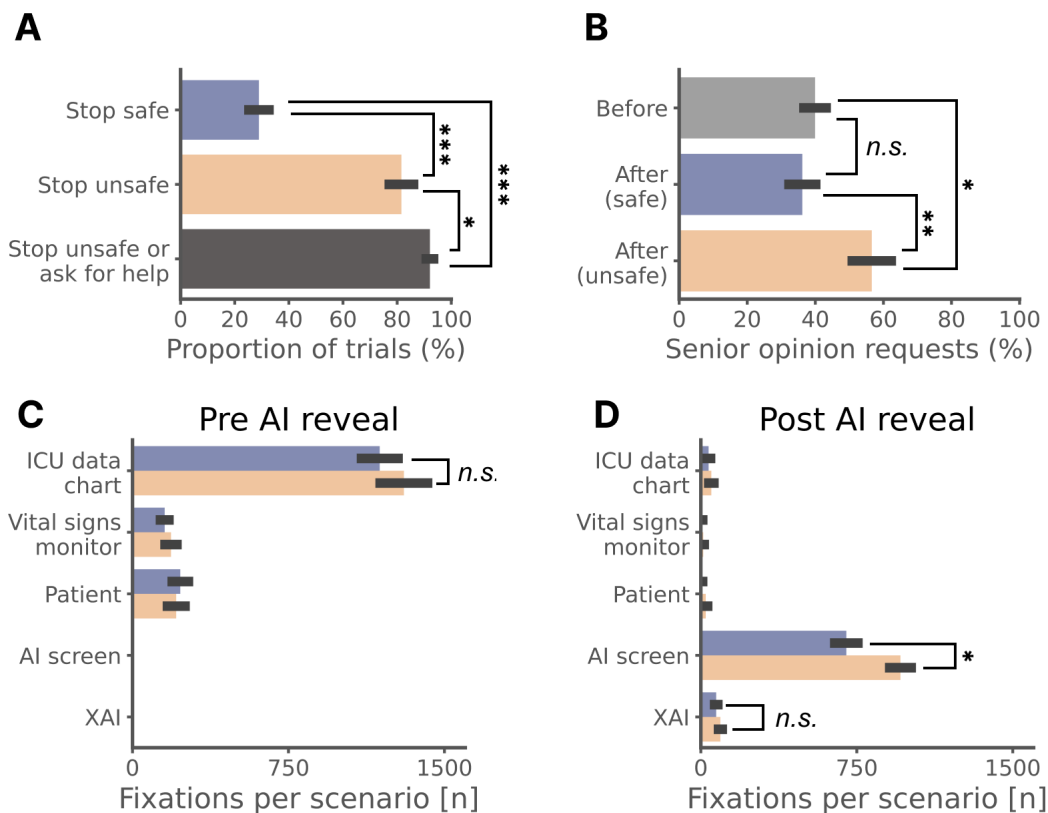 A
Stop safe
Stop unsafe
Stop unsafe or
ask for help
***
*
***
0 20 40 60 80 100
Proportion of trials (%)
B
Before
After
(safe)
After
(unsafe)
n.s.
**
*
0 20 40 60 80 100
Senior opinion requests (%)
C
Pre AI reveal
ICU data
chart
Vital signs
monitor
Patient
AI screen
XAI
n.s.
0 750 1500
Fixations per scenario [n]
D
Post AI reveal
ICU data
chart
Vital signs
monitor
Patient
AI screen
XAI
*
n.s.
0 750 1500
Fixations per scenario [n]